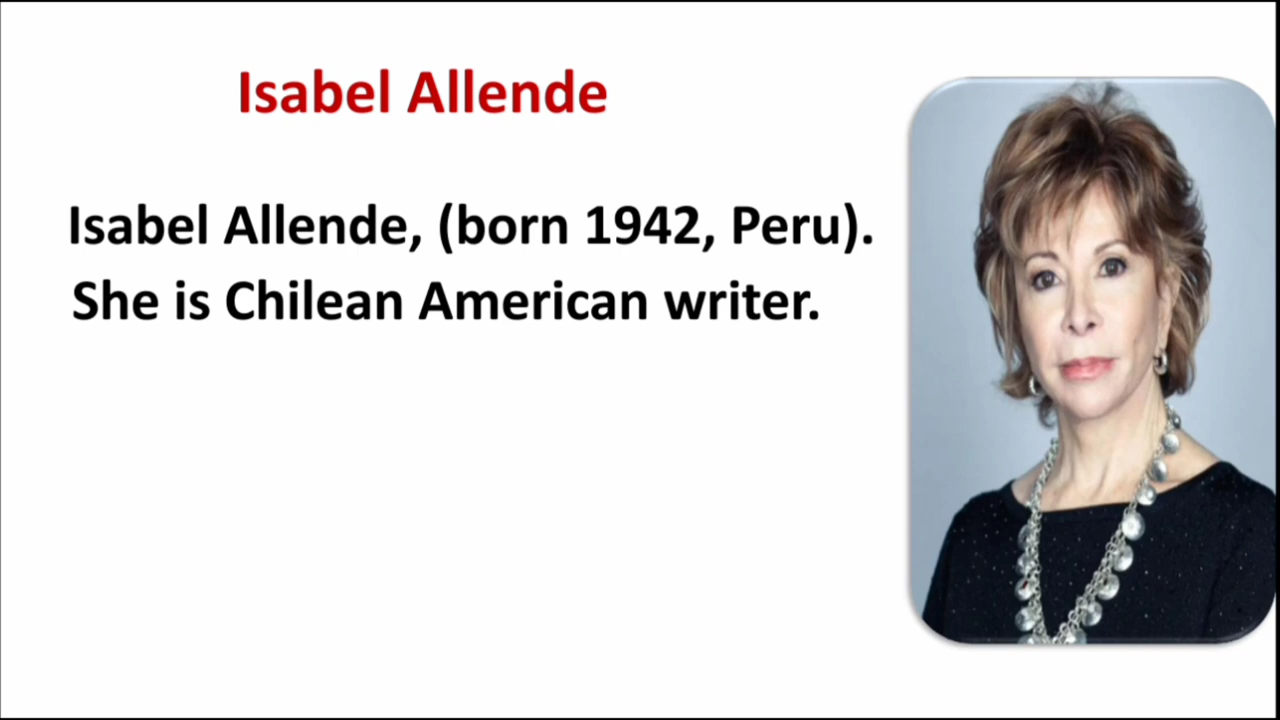 Isabel Allende
Isabel Allende, (born 1942, Peru).
She is Chilean American writer.